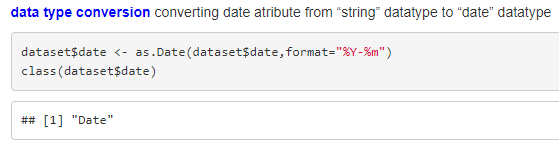 data type conversion converting date atribute from “string” datatype to “date” datatype
dataset$date <- as.Date(dataset$date,format="%Y-%m")
class(dataset$date)
## [1] "Date"